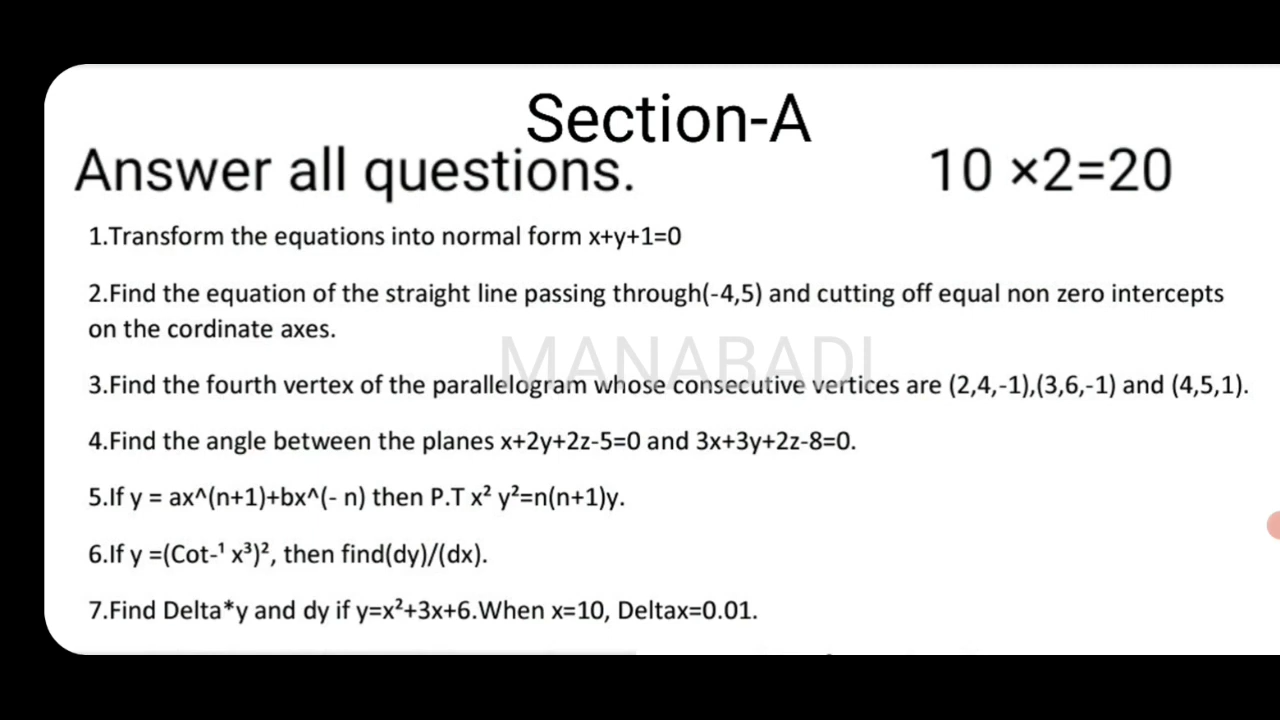 Section-A
Answer all questions. 10 ×2=20
1.Transform the equations into normal form x+y+1=0
2.Find the equation of the straight line passing through(-4,5) and cutting off equal non zero intercepts
on the cordinate axes.
MANABADI
3.Find the fourth vertex of the parallelogram whose consecutive vertices are (2,4,-1),(3,6,-1) and (4,5,1).
4.Find the angle between the planes x+2y+2z-5=0 and 3x+3y+2z-8=0.
5.If y = ax^(n+1)+bx^(- n) then P.T x² y²=n(n+1)y.
6.If y =(Cot-¹ x³)², then find(dy)/(dx).
7.Find Delta*y and dy if y=x²+3x+6.When x=10, Deltax=0.01.